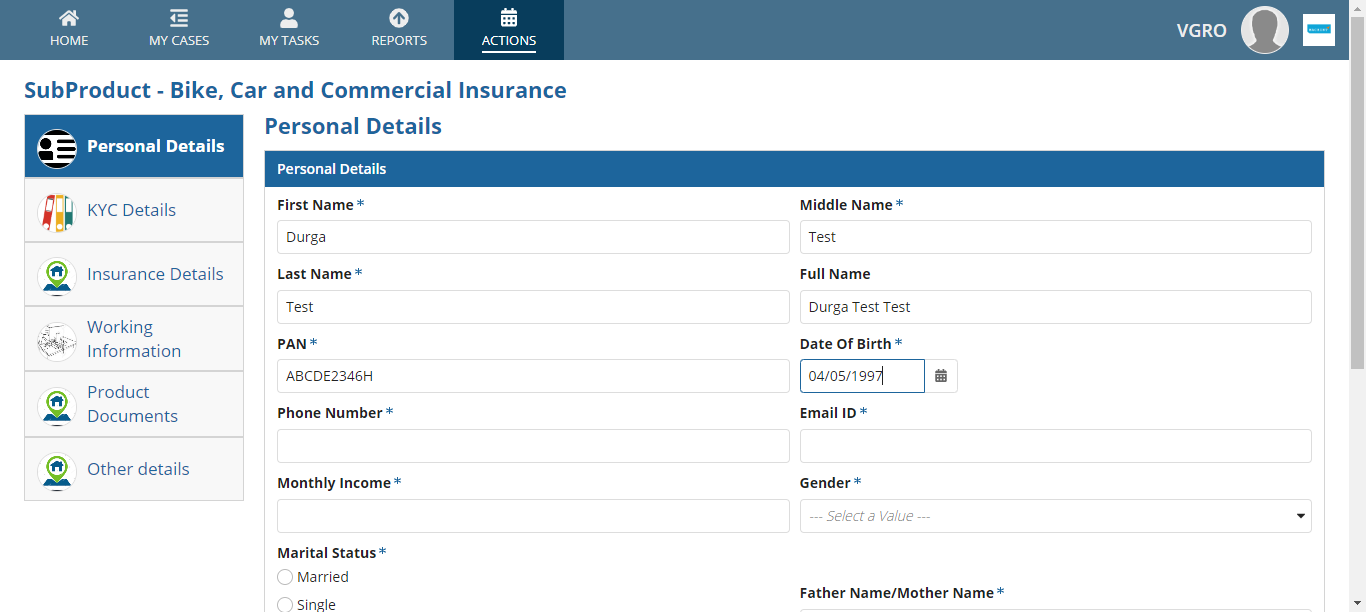 HOME
MY CASES
MY TASKS
REPORTS
ACTIONS
VGRO
SubProduct - Bike, Car and Commercial Insurance
Personal Details
KYC Details
Insurance Details
Working
Information
Product
Documents
Other details
Personal Details
Personal Details
First Name *
Middle Name *
Durga
Test
Last Name *
Full Name
Test
Durga Test Test
PAN *
Date Of Birth *
ABCDE2346H
04/05/1997
Phone Number *
Email ID *
Monthly Income *
Gender *
--- Select a Value ---
Marital Status *
Married
Father Name/Mother Name *
Single